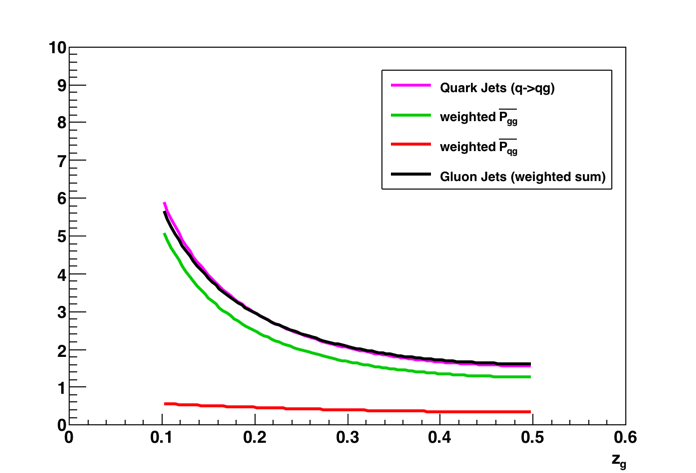 10
9
8
7
6
5
4
3
2
1
0
Quark Jets (q->qg)
weighted P̅gg
weighted P̅qg
Gluon Jets (weighted sum)
0 0.1 0.2 0.3 0.4 0.5 0.6
zg